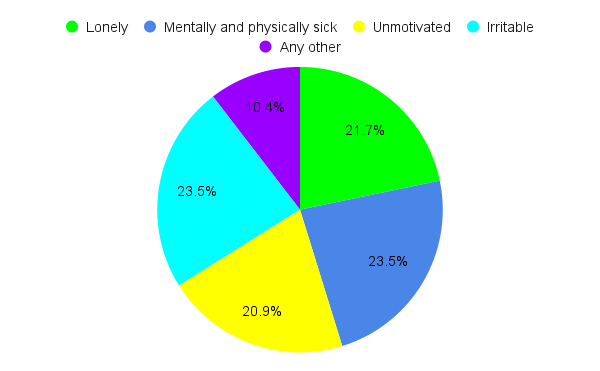 Lonely Mentally and physically sick Unmotivated Irritable
Any other
10.4%
21.7%
23.5%
23.5%
20.9%